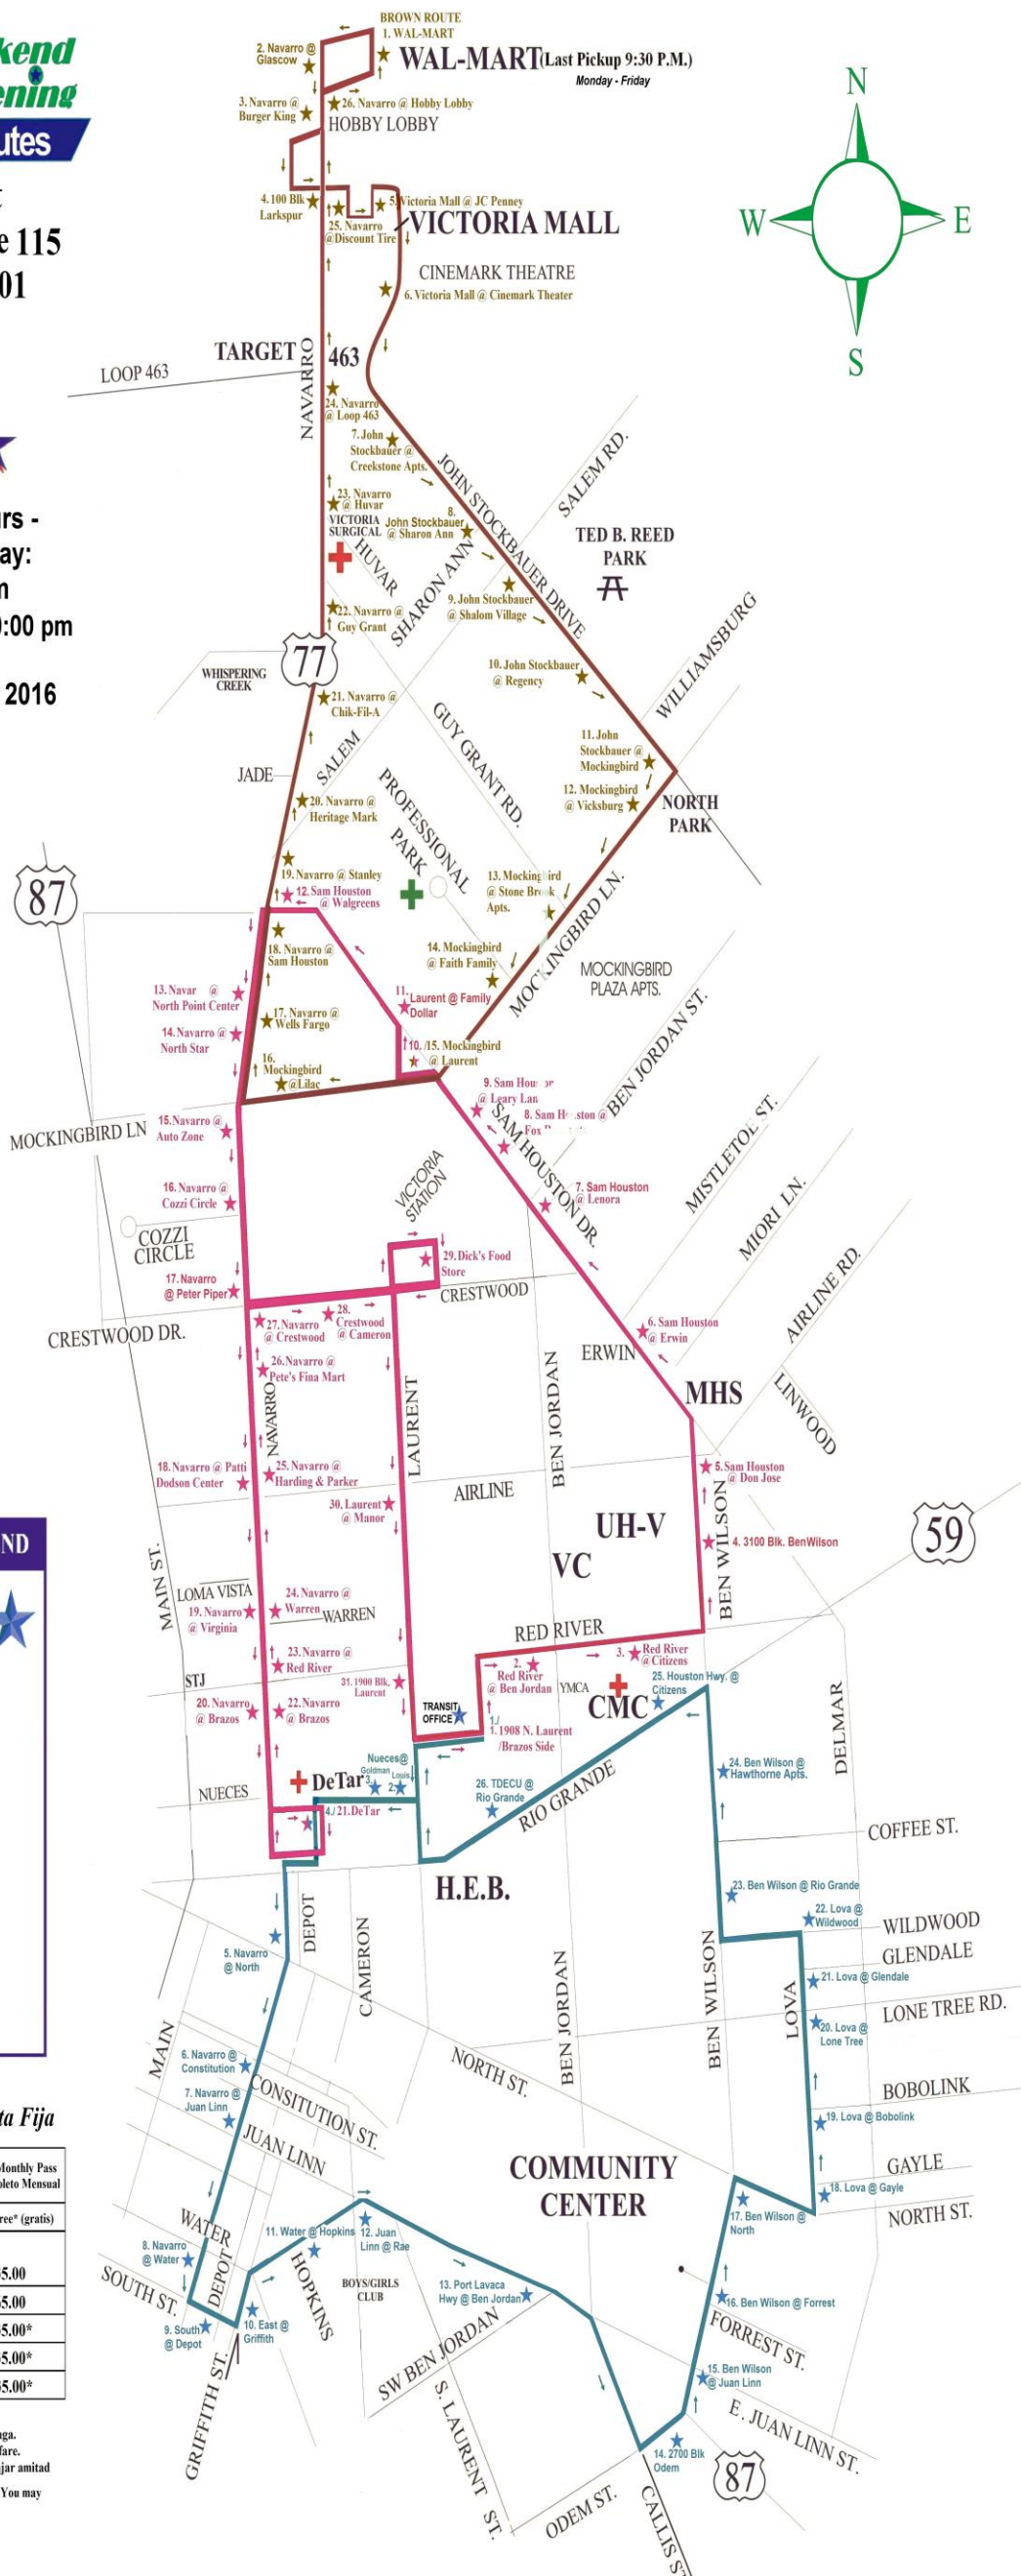 kend
ening
utes
t
e 115
01
BROWN ROUTE
1. WAL-MART
WAL-MART(Last Pickup 9:30 P.M.)
Monday - Friday
2. Navarro @
Glascow
3. Navarro @
Burger King
26. Navarro @ Hobby Lobby
HOBBY LOBBY
4. 100 Blk
Larkspur
25. Navarro
@Discount Tire
5. Victoria Mall @ JC Penney
VICTORIA MALL
CINEMARK THEATRE
6. Victoria Mall @ Cinemark Theater
N
W
E
S
TARGET
463
LOOP 463
NAVARRO
24. Navarro
@ Loop 463
7. John
Stockbauer @
Creekstone Apts.
JOHN STOCKBAUER DRIVE
SALEM RD.
urs -
ay:
m
:00 pm
2016
23. Navarro
@ Huvar
VICTORIA
SURGICAL
8.
John Stockbauer
@ Sharon Ann
TED B. REED
PARK
HUVAR
SHARON ANN
9. John Stockbauer
@ Shalom Village
22. Navarro @
Guy Grant
WILLIAMSBURG
77
WHISPERING
CREEK
10. John Stockbauer
@ Regency
21. Navarro @
Chik-Fil-A
GUY GRANT RD.
11. John
Stockbauer @
Mockingbird
SALEM
JADE
PROFESSIONAL
PARK
12. Mockingbird
@ Vicksburg
NORTH
PARK
20. Navarro @
Heritage Mark
87
19. Navarro @ Stanley
12. Sam Houston
@ Walgreens
13. Mockingbird
@ Stone Brook
Apts.
MOCKINGBIRD LN.
18. Navarro @
Sam Houston
14. Mockingbird
@ Faith Family
MOCKINGBIRD
PLAZA APTS.
13. Navar @
North Point Center
11.
Laurent @ Family
Dollar
BEN JORDAN ST.
17. Navarro @
Wells Fargo
14. Navarro @
North Star
10. /15. Mockingbird
@ Laurent
16.
Mockingbird
@Lilac
9. Sam Hou
@ Leary Lan
8. Sam H ston @
Fox
SAM HOUSTON DR.
MOCKINGBIRD LN
15. Navarro @
Auto Zone
MISTLETOE ST.
16. Navarro @
Cozzi Circle
VICTORIA
STATION
7. Sam Houston
@ Lenora
MIORI LN.
COZZI
CIRCLE
29. Dick's Food
Store
AIRLINE RD.
17. Navarro
@ Peter Piper
CRESTWOOD
CRESTWOOD DR.
27. Navarro
@ Crestwood
28.
Crestwood
@ Cameron
6. Sam Houston
@ Erwin
ERWIN
26. Navarro @
Pete's Fina Mart
MHS
LINWOOD
NAVARRO
LAURENT
BEN JORDAN
18. Navarro @ Patti
Dodson Center
25. Navarro @
Harding & Parker
5. Sam Houston
@ Don Jose
AIRLINE
30. Laurent
@ Manor
BEN WILSON
UH-V
VC
4. 3100 Blk. BenWilson
59
ND
MAIN ST.
LOMA VISTA
19. Navarro
@ Virginia
24. Navarro @
Warren
WARREN
RED RIVER
23. Navarro @
Red River
STJ
31. 1900 Blk.
Laurent
2.
Red River
@ Ben Jordan
3. Red River
@ Citizens
YMCA
CMC
25. Houston Hwy. @
Citizens
20. Navarro
@ Brazos
22. Navarro
@ Brazos
TRANSIT
OFFICE
1./
1. 1908 N. Laurent
/Brazos Side
DELMAR
NUECES
DeTar
Nueces@
Goldman
3.
Louis
2.
4./ 21. DeTar
26. TDECU @
Rio Grande
RIO GRANDE
24. Ben Wilson @
Hawthorne Apts.
COFFEE ST.
H.E.B.
23. Ben Wilson @ Rio Grande
22. Lova @
Wildwood
WILDWOOD
DEPOT
CAMERON
5. Navarro
@ North
BEN JORDAN
BEN WILSON
GLENDALE
21. Lova @ Glendale
LOVA
20. Lova @
Lone Tree
LONE TREE RD.
MAIN
6. Navarro @
Constitution
CONSITUTION ST.
NORTH ST.
7. Navarro @
Juan Linn
JUAN LINN
BOBOLINK
19. Lova @ Bobolink
ta Fija
Monthly Pass
pleto Mensual
ree* (gratis)
5.00
5.00
5.00*
5.00*
5.00*
COMMUNITY
CENTER
GAYLE
18. Lova @ Gayle
NORTH ST.
17. Ben Wilson @
North
WATER
8. Navarro
@ Water
11. Water @ Hopkins
12. Juan
Linn @ Rae
SOUTH ST.
DEPOT
HOPKINS
BOYS/GIRLS
CLUB
13. Port Lavaca
Hwy @ Ben Jordan
16. Ben Wilson @ Forrest
9. South
@ Depot
10. East @
Griffith
FORREST ST.
SW BEN JORDAN
15. Ben Wilson
@ Juan Linn
GRIFFITH ST.
S. LAURENT ST.
E. JUAN LINN ST.
14. 2700 Blk
Odem
87
ODEM ST.
CALLIS ST
aga.
fare.
jar amitad
You may